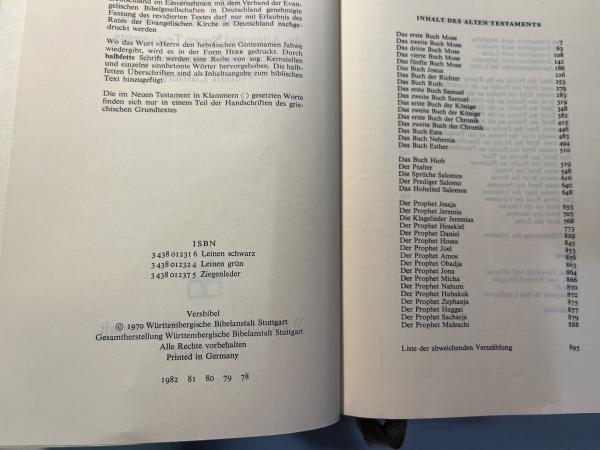 Deutschland im Einvernehmen mit dem Verband der Evan-
gelischen Bibelgesellschaften in Deutschland genehmigte
Fassung des revidierten Textes darf nur mit Erlaubnis des
Rates der Evangelischen Kirche in Deutschland nachge-
druckt werden
Wo das Wort »Herr« den hebräischen Gottesnamen Jahwe
wiedergibt, wird es in der Form HERR gedruckt. Durch
halbfette Schrift werden eine Reihe von sog. Kernstellen
und einzelne sinnbetonte Wörter hervorgehoben. Die halb-
fetten Überschriften sind als Inhaltsangabe zum biblischen
Text hinzugefügt.
Die im Neuen Testament in Klammern ‹ › gesetzten Worte
finden sich nur in einem Teil der Handschriften des grie-
chischen Grundtextes
ISBN
3 438 01231 6 Leinen schwarz
3 438 01232 4 Leinen grün
3 438 01237 5 Ziegenleder
Versbibel
© 1970 Württembergische Bibelanstalt Stuttgart
Gesamtherstellung Württembergische Bibelanstalt Stuttgart
Alle Rechte vorbehalten
Printed in Germany
1982 81 80 79 78
INHALT DES ALTEN TESTAMENTS
Das erste Buch Mose 7
Das zweite Buch Mose 63
Das dritte Buch Mose 108
Das vierte Buch Mose 141
Das fünfte Buch Mose 186
Das Buch Josua 226
Das Buch der Richter 253
Das Buch Ruth 279
Das erste Buch Samuel 283
Das zweite Buch Samuel 319
Das erste Buch der Könige 348
Das zweite Buch der Könige 382
Das erste Buch der Chronik 415
Das zweite Buch der Chronik 446
Das Buch Esra 483
Das Buch Nehemia 494
Das Buch Esther 510
Das Buch Hiob 519
Der Psalter 548
Die Sprüche Salomos 616
Der Prediger Salomo 640
Das Hohelied Salomos 648
Der Prophet Jesaja 653
Der Prophet Jeremia 707
Die Klagelieder Jeremias 768
Der Prophet Hesekiel 773
Der Prophet Daniel 829
Der Prophet Hosea 845
Der Prophet Joel 853
Der Prophet Amos 856
Der Prophet Obadja 863
Der Prophet Jona 864
Der Prophet Micha 866
Der Prophet Nahum 870
Der Prophet Habakuk 872
Der Prophet Zephanja 875
Der Prophet Haggai 877
Der Prophet Sacharja 879
Der Prophet Maleachi 888
Liste der abweichenden Verszählung 895